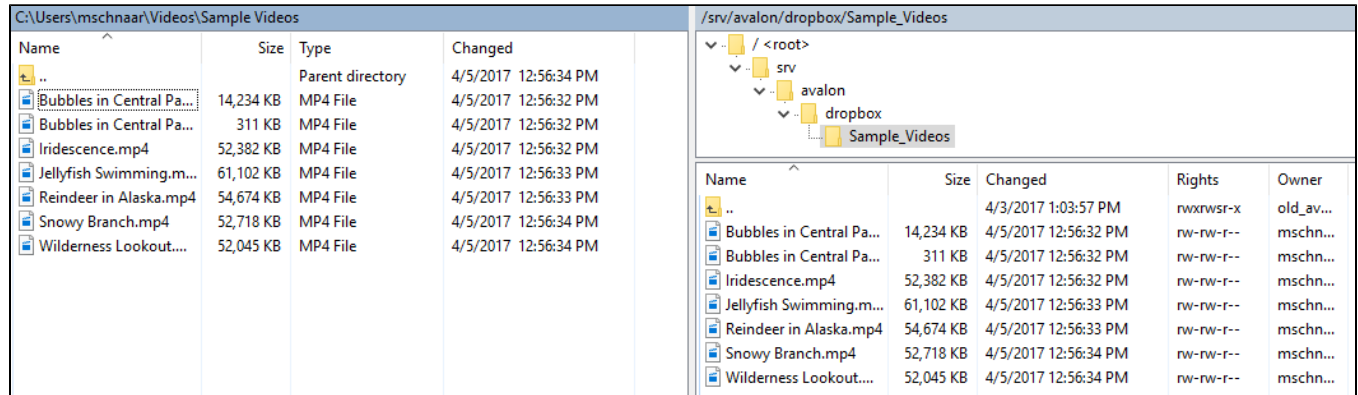 C:\Users\mschnaar\Videos\Sample Videos
Name Size Type Changed
.. Parent directory 4/5/2017 12:56:34 PM
Bubbles in Central Pa... 14,234 KB MP4 File 4/5/2017 12:56:32 PM
Bubbles in Central Pa... 311 KB MP4 File 4/5/2017 12:56:32 PM
Iridescence.mp4 52,382 KB MP4 File 4/5/2017 12:56:32 PM
Jellyfish Swimming.m... 61,102 KB MP4 File 4/5/2017 12:56:33 PM
Reindeer in Alaska.mp4 54,674 KB MP4 File 4/5/2017 12:56:33 PM
Snowy Branch.mp4 52,718 KB MP4 File 4/5/2017 12:56:34 PM
Wilderness Lookout.... 52,045 KB MP4 File 4/5/2017 12:56:34 PM
/srv/avalon/dropbox/Sample_Videos
/ <root>
srv
avalon
dropbox
Sample_Videos
Name Size Changed Rights Owner
.. 4/3/2017 1:03:57 PM rwxrwsr-x old_av...
Bubbles in Central Pa... 14,234 KB 4/5/2017 12:56:32 PM rw-rw-r-- mschn...
Bubbles in Central Pa... 311 KB 4/5/2017 12:56:32 PM rw-rw-r-- mschn...
Iridescence.mp4 52,382 KB 4/5/2017 12:56:32 PM rw-rw-r-- mschn...
Jellyfish Swimming.m... 61,102 KB 4/5/2017 12:56:33 PM rw-rw-r-- mschn...
Reindeer in Alaska.mp4 54,674 KB 4/5/2017 12:56:33 PM rw-rw-r-- mschn...
Snowy Branch.mp4 52,718 KB 4/5/2017 12:56:34 PM rw-rw-r-- mschn...
Wilderness Lookout.... 52,045 KB 4/5/2017 12:56:34 PM rw-rw-r-- mschn...